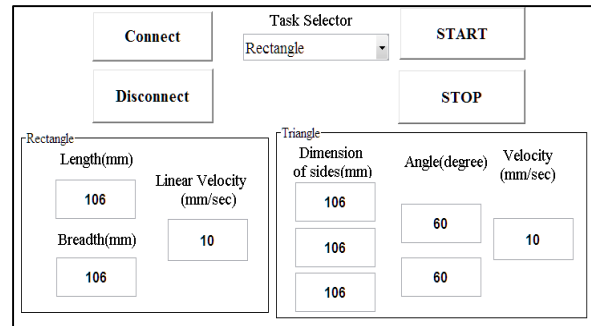 Connect
Task Selector
START
Rectangle
Disconnect
STOP
Rectangle
Length(mm)
106
Breadth(mm)
106
Linear Velocity
(mm/sec)
10
Triangle
Dimension
of sides(mm)
106
106
106
Angle(degree)
60
60
Velocity
(mm/sec)
10